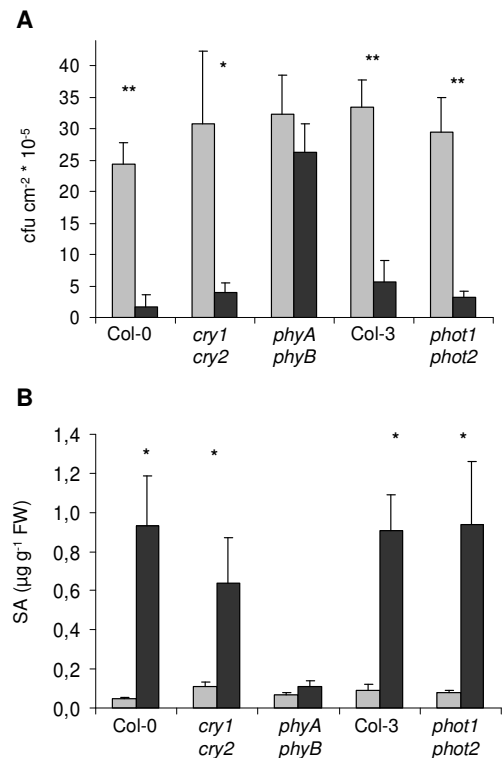 A
cfu cm-2 * 10-5
40
35
30
25
20
15
10
5
0
** * ** **
Col-0 cry1 phyA Col-3 phot1
cry2 phyB phot2
B
SA (µg g-1 FW)
1,4
1,2
1,0
0,8
0,6
0,4
0,2
0,0
* * * *
Col-0 cry1 phyA Col-3 phot1
cry2 phyB phot2